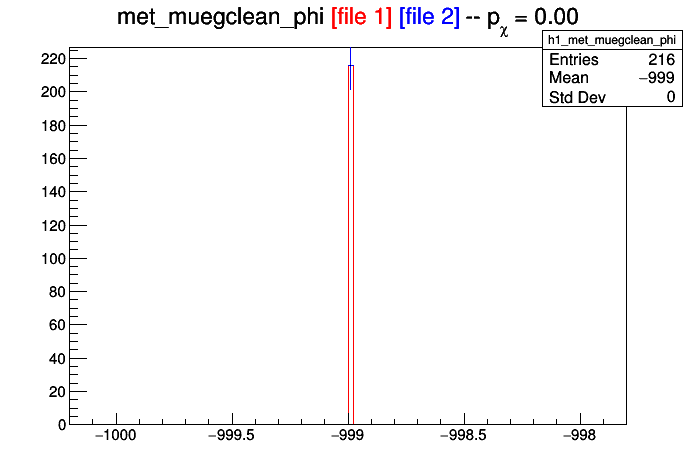 met_muegclean_phi [file 1] [file 2] -- pχ = 0.00
h1_met_muegclean_phi
Entries 216
Mean −999
Std Dev 0
220
200
180
160
140
120
100
80
60
40
20
0
−1000 −999.5 −999 −998.5 −998